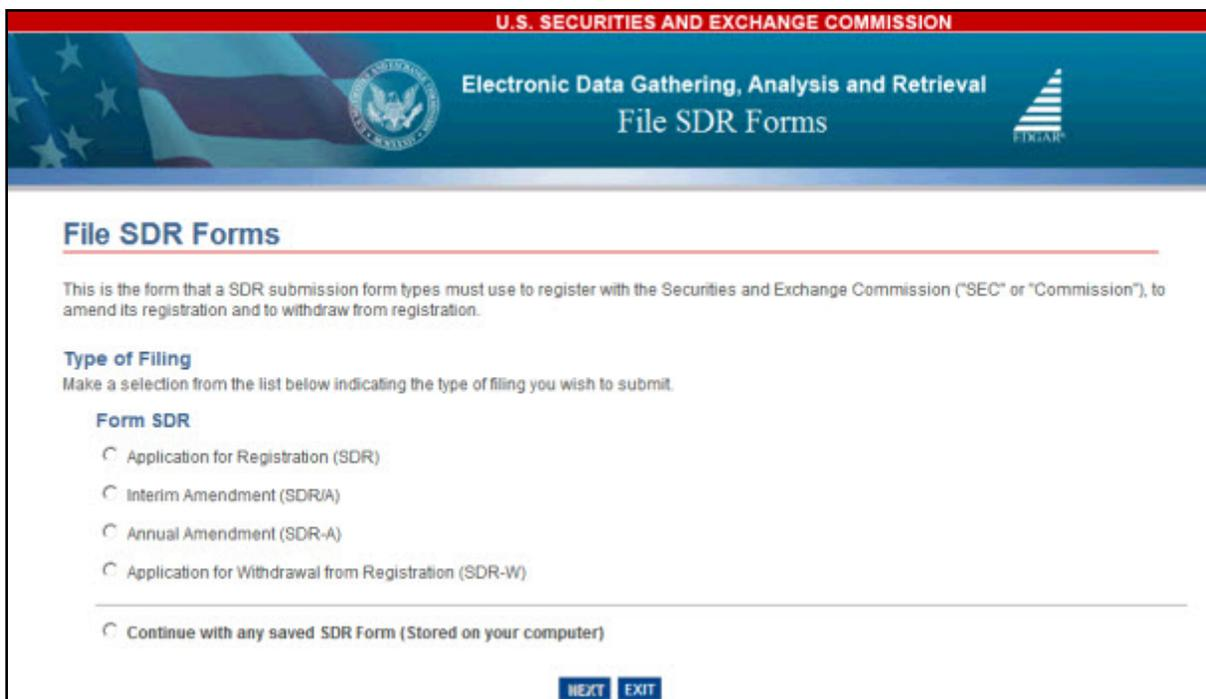 U.S. SECURITIES AND EXCHANGE COMMISSION
Electronic Data Gathering, Analysis and Retrieval
File SDR Forms
EDGAR®
File SDR Forms
This is the form that a SDR submission form types must use to register with the Securities and Exchange Commission ("SEC" or "Commission"), to
amend its registration and to withdraw from registration.
Type of Filing
Make a selection from the list below indicating the type of filing you wish to submit.
Form SDR
Application for Registration (SDR)
Interim Amendment (SDR/A)
Annual Amendment (SDR-A)
Application for Withdrawal from Registration (SDR-W)
Continue with any saved SDR Form (Stored on your computer)
NEXT EXIT